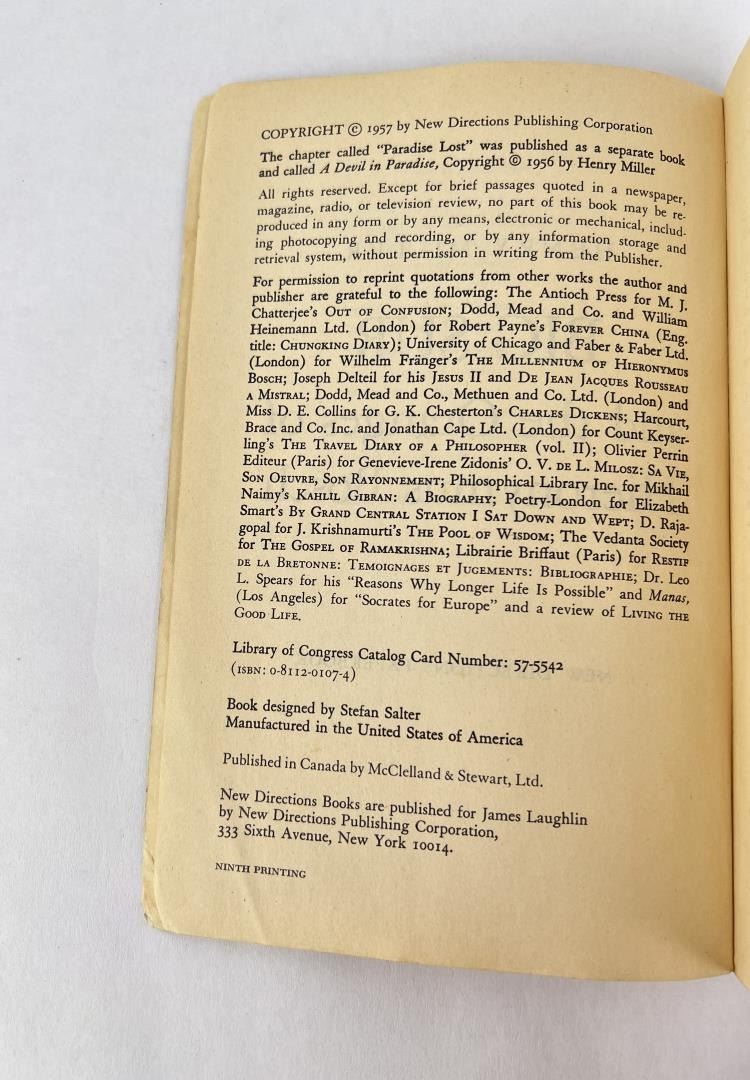 COPYRIGHT © 1957 by New Directions Publishing Corporation
The chapter called "Paradise Lost" was published as a separate book
and called A Devil in Paradise, Copyright © 1956 by Henry Miller
All rights reserved. Except for brief passages quoted in a newspaper,
magazine, radio, or television review, no part of this book may be re-
produced in any form or by any means, electronic or mechanical, includ-
ing photocopying and recording, or by any information storage and
retrieval system, without permission in writing from the Publisher.
For permission to reprint quotations from other works the author and
publisher are grateful to the following: The Antioch Press for M. J.
Chatterjee's OUT OF CONFUSION; Dodd, Mead and Co. and William
Heinemann Ltd. (London) for Robert Payne's FOREVER CHINA (Eng.
title: CHUNGKING DIARY); University of Chicago and Faber & Faber Ltd.
(London) for Wilhelm Fränger's THE MILLENNIUM OF HIERONYMUS
BOSCH; Joseph Delteil for his JESUS II and DE JEAN JACQUES ROUSSEAU
A MISTRAL; Dodd, Mead and Co., Methuen and Co. Ltd. (London) and
Miss D. E. Collins for G. K. Chesterton's CHARLES DICKENS; Harcourt,
Brace and Co. Inc. and Jonathan Cape Ltd. (London) for Count Keyser-
ling's THE TRAVEL DIARY OF A PHILOSOPHER (vol. II); Olivier Perrin
Editeur (Paris) for Genevieve-Irene Zidonis' O. V. DE L. MILOSZ: SA VIE,
SON OEUVRE, SON RAYONNEMENT; Philosophical Library Inc. for Mikhail
Naimy's KAHLIL GIBRAN: A BIOGRAPHY; Poetry-London for Elizabeth
Smart's BY GRAND CENTRAL STATION I SAT DOWN AND WEPT; D. Raja-
gopal for J. Krishnamurti's THE POOL OF WISDOM; The Vedanta Society
for THE GOSPEL OF RAMAKRISHNA; Librairie Briffaut (Paris) for RESTIF
DE LA BRETONNE: TEMOIGNAGES ET JUGEMENTS: BIBLIOGRAPHIE; Dr. Leo
L. Spears for his "Reasons Why Longer Life Is Possible" and Manas,
(Los Angeles) for "Socrates for Europe" and a review of LIVING THE
GOOD LIFE.
Library of Congress Catalog Card Number: 57-5542
(ISBN: 0-8112-0107-4)
Book designed by Stefan Salter
Manufactured in the United States of America
Published in Canada by McClelland & Stewart, Ltd.
New Directions Books are published for James Laughlin
by New Directions Publishing Corporation,
333 Sixth Avenue, New York 10014.
NINTH PRINTING